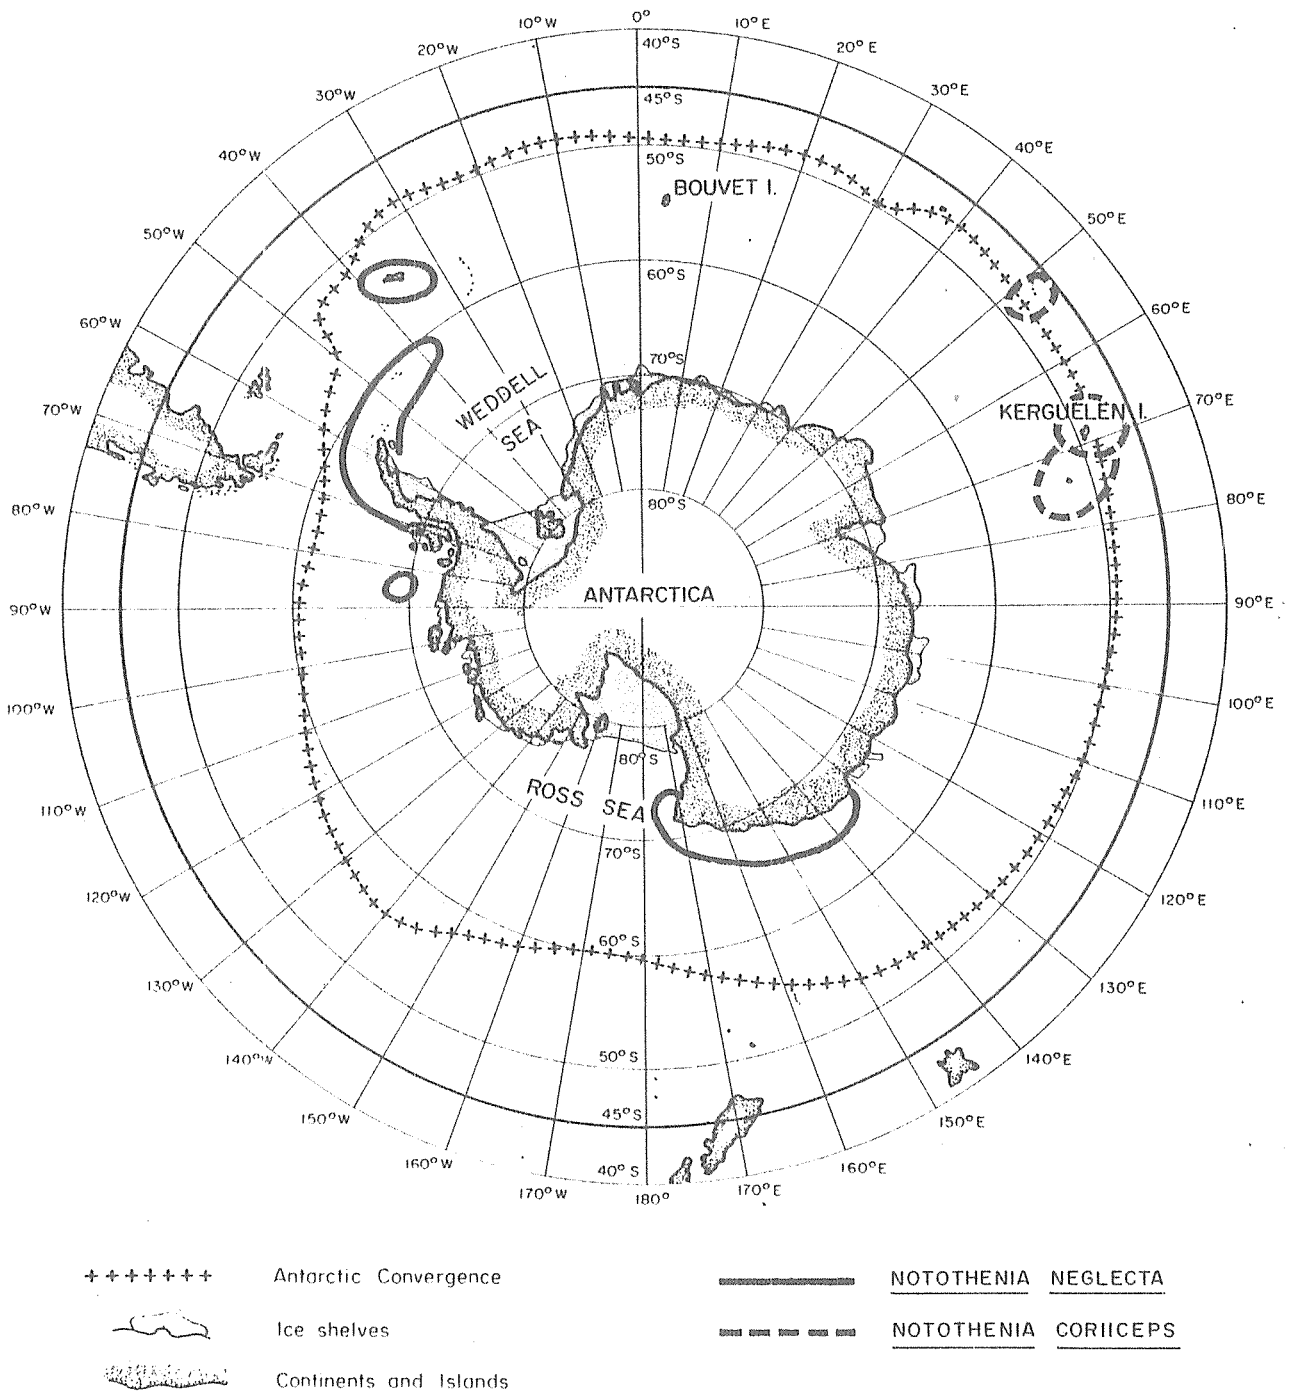 0°
10°W
10°E
20°W
40°S
20°E
30°W
45°S
30°E
40°W
50°S
40°E
BOUVET I.
50°W
50°E
60°S
60°W
60°E
70°S
WEDDELL
SEA
70°W
KERGUELEN I.
70°E
80°W
80°S
80°E
ANTARCTICA
90°W
90°E
100°W
100°E
80°S
ROSS SEA
110°W
110°E
70°S
120°W
120°E
60°S
130°W
130°E
50°S
140°W
140°E
45°S
150°W
150°E
160°W
40°S
160°E
170°W
180°
170°E
Antarctic Convergence
NOTOTHENIA NEGLECTA
Ice shelves
NOTOTHENIA CORIICEPS
Continents and Islands